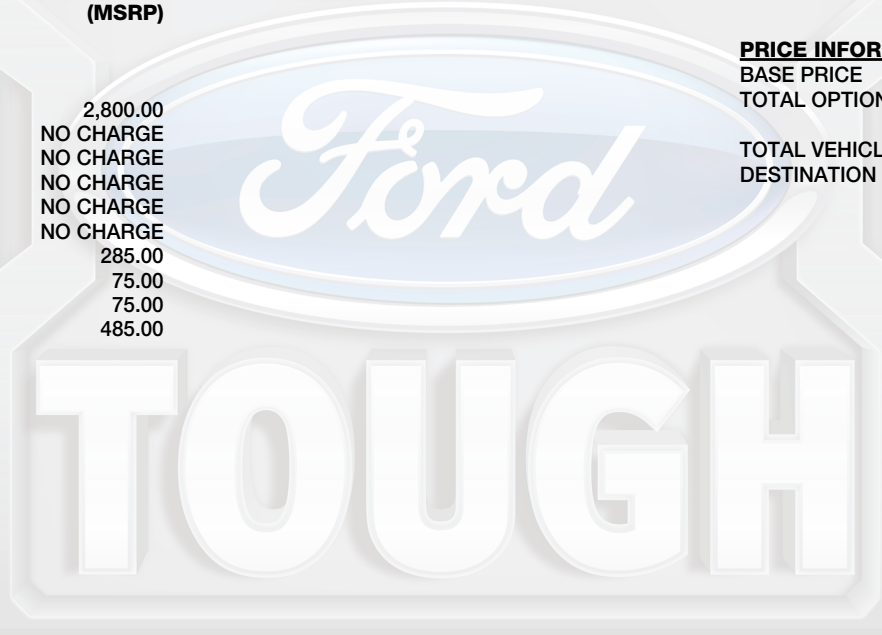 (MSRP)
2,800.00
NO CHARGE
NO CHARGE
NO CHARGE
NO CHARGE
NO CHARGE
285.00
75.00
75.00
485.00
PRICE INFOR
BASE PRICE
TOTAL OPTION
TOTAL VEHICL
DESTINATION
Ford
TOUGH